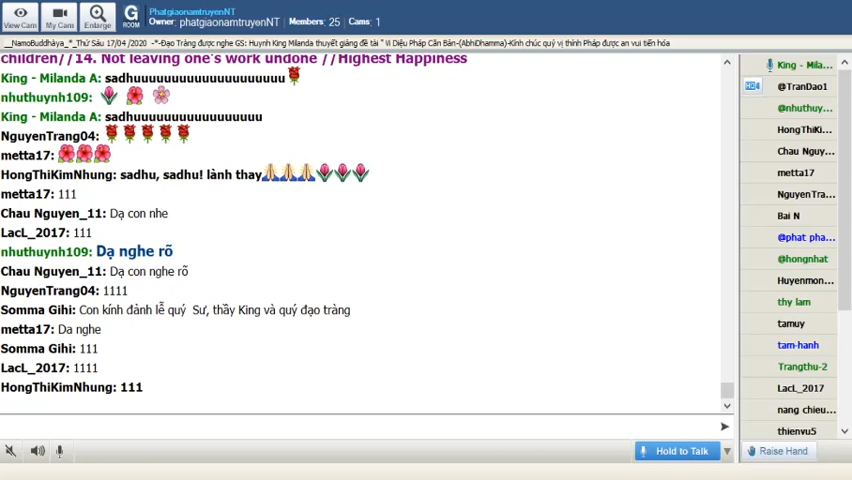 View Cam
My Cam
Enlarge
G
ROOM
PhatgiaonamtruyenNT
Owner: phatgiaonamtruyenNT | Members: 25 Cams: 1
__NamoBuddhàya_*_Thứ Sáu 17/04 /2020 -*-Đạo Tràng được nghe GS: Huynh King Milanda thuyết giảng đề tài " Vi Diệu Pháp Căn Bản-(AbhiDhamma)-Kính chúc quý vị thính Pháp được an vui tiến hóa
children//14. Not leaving one's work undone //Highest Happiness
King - Milanda A: sadhuuuuuuuuuuuuuuuuuuuu
nhuthuynh109:
King - Milanda A: sadhuuuuuuuuuuuuuuuuu
NguyenTrang04:
metta17:
HongThiKimNhung: sadhu, sadhu! lành thay
metta17: 111
Chau Nguyen_11: Dạ con nhe
LacL_2017: 111
nhuthuynh109: Dạ nghe rõ
Chau Nguyen_11: Dạ con nghe rõ
NguyenTrang04: 1111
Somma Gihi: Con kính đảnh lễ quý Sư, thầy King và quý đạo tràng
metta17: Da nghe
Somma Gihi: 111
LacL_2017: 1111
HongThiKimNhung: 111
Hold to Talk
King - Mila...
@TranDao1
@nhuthuy...
HongThiKi...
Chau Nguy...
metta17
NguyenTra...
Bai N
@phat pha...
@hongnhat
Huyenmon...
thy lam
tamuy
tam-hanh
Trangthu-2
LacL_2017
nang chieu...
thienvu5
Raise Hand